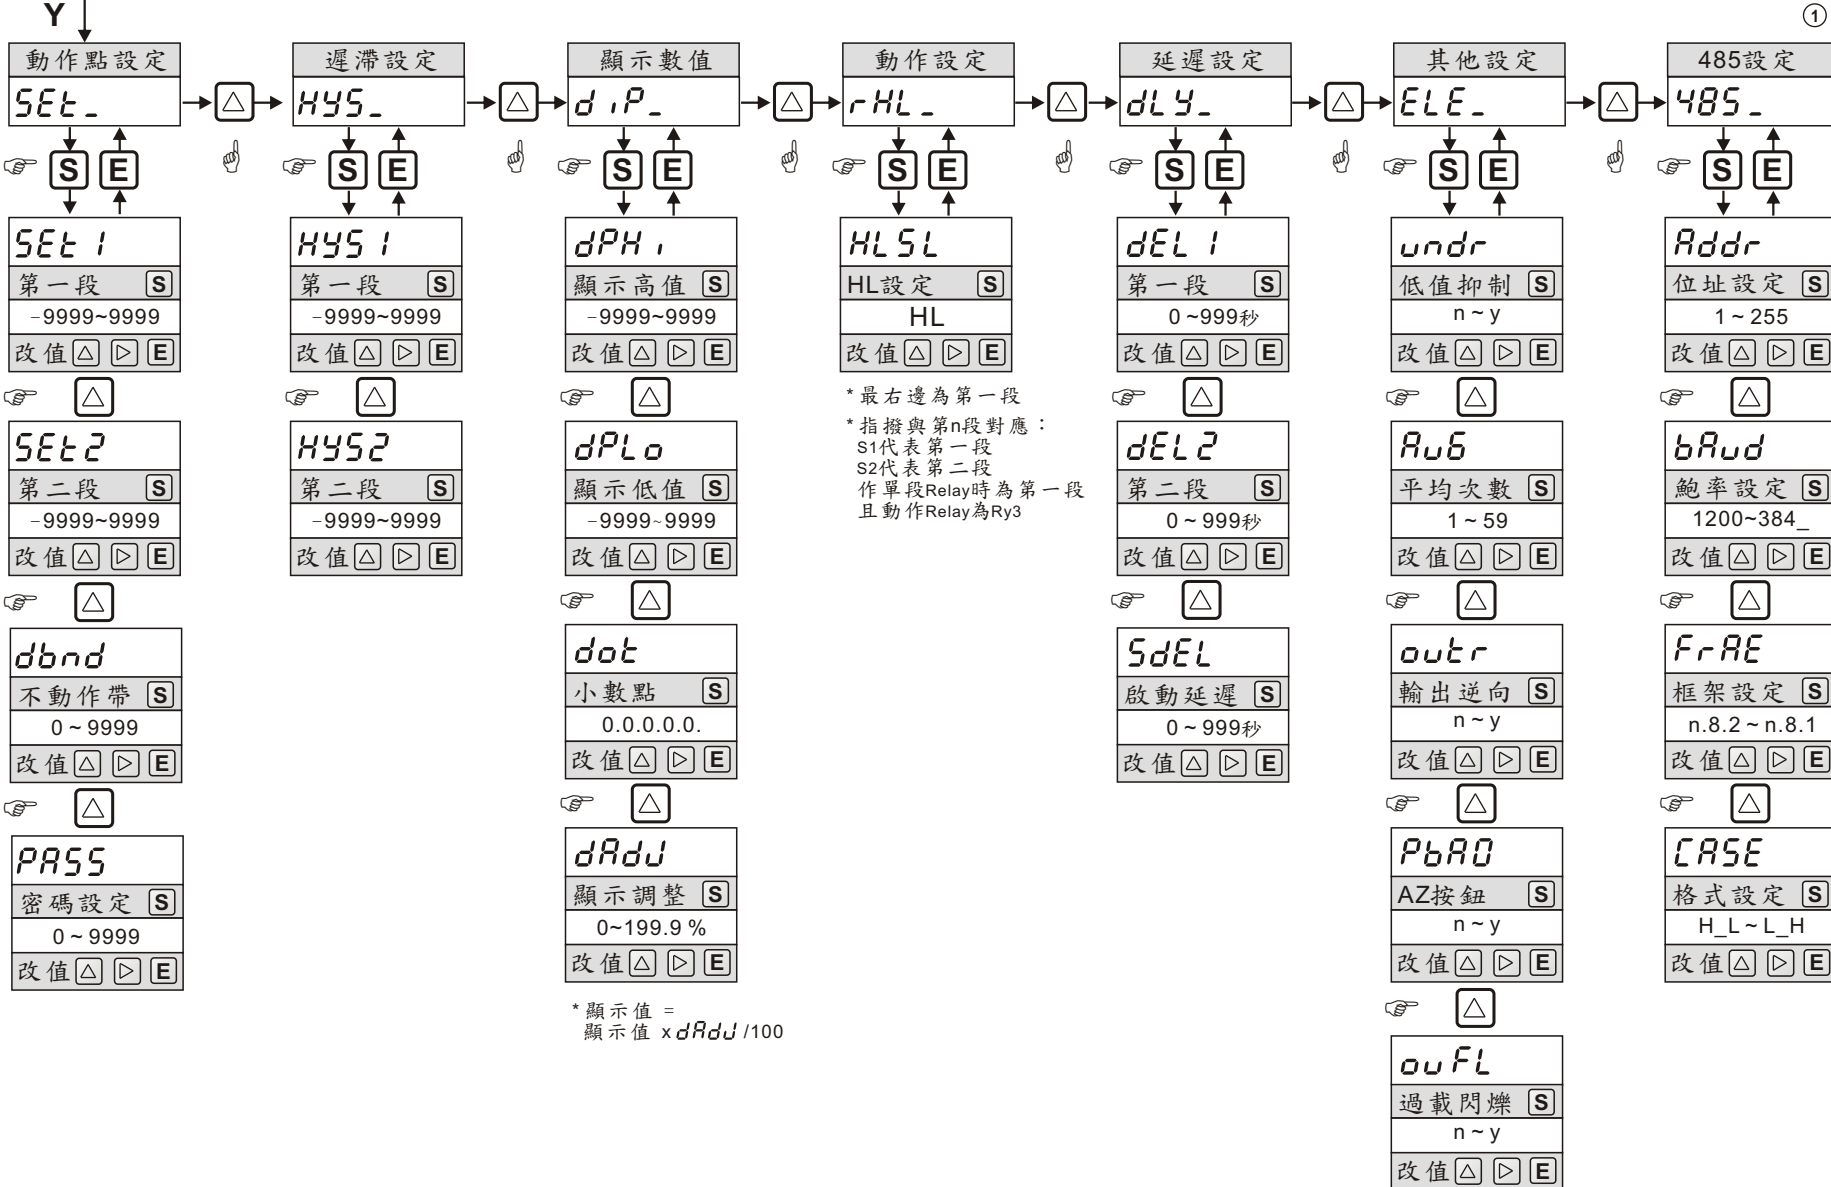 Y
①
動作點設定
SEt_
S E
SEt1
第一段 S
-9999~9999
改值 △ ▷ E
△
SEt2
第二段 S
-9999~9999
改值 △ ▷ E
△
dbnd
不動作帶 S
0~9999
改值 △ ▷ E
△
PASS
密碼設定 S
0~9999
改值 △ ▷ E
△
遲滯設定
HYS_
S E
HYS1
第一段 S
-9999~9999
改值 △ ▷ E
△
HYS2
第二段 S
-9999~9999
改值 △ ▷ E
△
顯示數值
diP_
S E
dPHi
顯示高值 S
-9999~9999
改值 △ ▷ E
△
dPLo
顯示低值 S
-9999~9999
改值 △ ▷ E
△
dot
小數點 S
0.0.0.0.0.
改值 △ ▷ E
△
dAdJ
顯示調整 S
0~199.9 %
改值 △ ▷ E
*顯示值 =
顯示值 x dAdJ /100
△
動作設定
rHL_
S E
HLSL
HL設定 S
HL
改值 △ ▷ E
*最右邊為第一段
*指撥與第n段對應：
S1代表第一段
S2代表第二段
作單段Relay時為第一段
且動作Relay為Ry3
△
延遲設定
dLY_
S E
dEL1
第一段 S
0~999秒
改值 △ ▷ E
△
dEL2
第二段 S
0~999秒
改值 △ ▷ E
△
SdEL
啟動延遲 S
0~999秒
改值 △ ▷ E
△
其他設定
ELE_
S E
undr
低值抑制 S
n~y
改值 △ ▷ E
△
AvG
平均次數 S
1~59
改值 △ ▷ E
△
outr
輸出逆向 S
n~y
改值 △ ▷ E
△
PbA0
AZ按鈕 S
n~y
改值 △ ▷ E
△
ouFL
過載閃爍 S
n~y
改值 △ ▷ E
△
485設定
485_
S E
Addr
位址設定 S
1~255
改值 △ ▷ E
△
bAud
鮑率設定 S
1200~384_
改值 △ ▷ E
△
FrAE
框架設定 S
n.8.2~n.8.1
改值 △ ▷ E
△
CASE
格式設定 S
H_L~L_H
改值 △ ▷ E